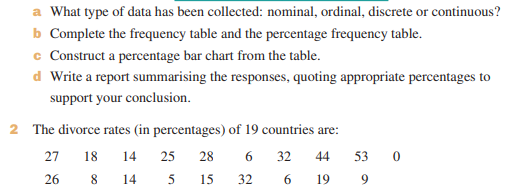 a What type of data has been collected: nominal, ordinal, discrete or continuous?
b Complete the frequency table and the percentage frequency table.
c Construct a percentage bar chart from the table.
d Write a report summarising the responses, quoting appropriate percentages to
support your conclusion.
2 The divorce rates (in percentages) of 19 countries are:
27 18 14 25 28 6 32 44 53 0
26 8 14 5 15 32 6 19 9